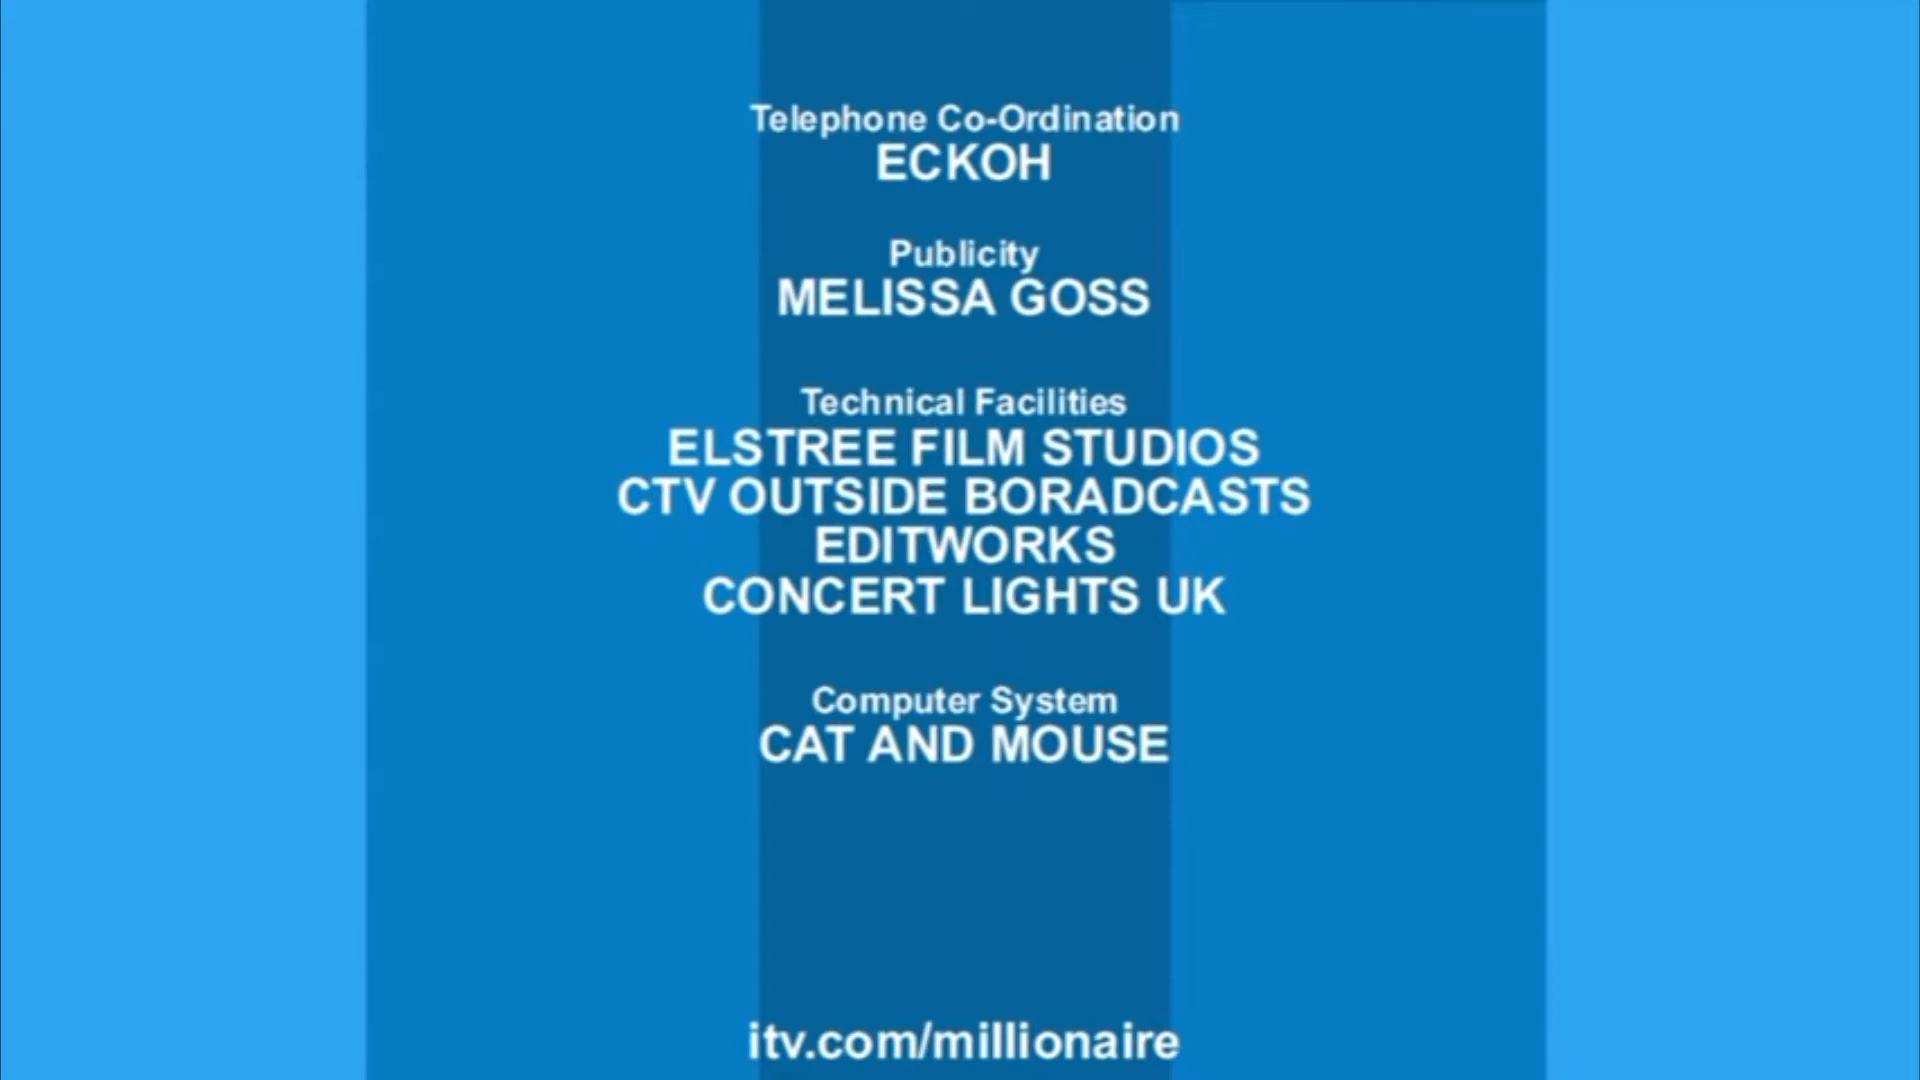 Telephone Co-Ordination
ECKOH
Publicity
MELISSA GOSS
Technical Facilities
ELSTREE FILM STUDIOS
CTV OUTSIDE BORADCASTS
EDITWORKS
CONCERT LIGHTS UK
Computer System
CAT AND MOUSE
itv.com/millionaire